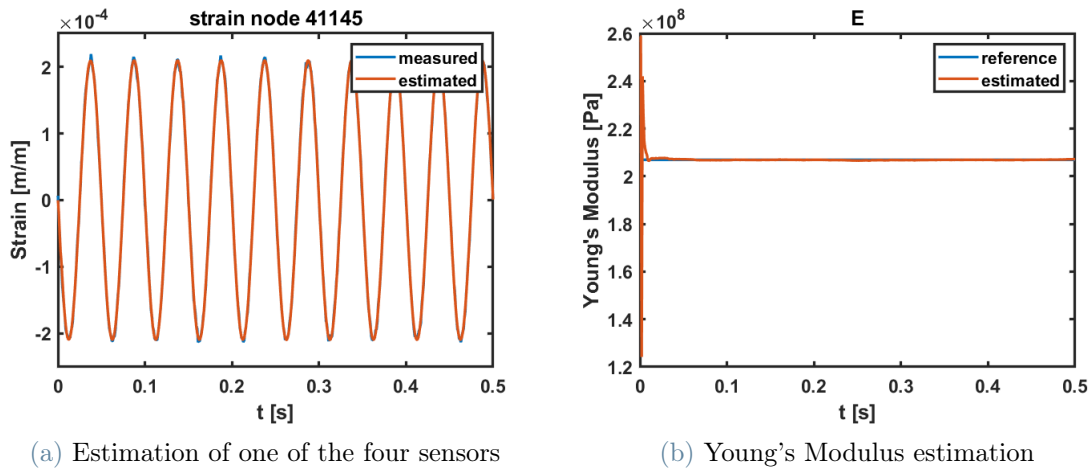 ×10⁻⁴
strain node 41145
measured
estimated
2
1
0
-1
-2
Strain [m/m]
0
0.1
0.2
0.3
0.4
0.5
t [s]
(a) Estimation of one of the four sensors
×10⁸
E
reference
estimated
2.6
2.4
2.2
2
1.8
1.6
1.4
1.2
Young's Modulus [Pa]
0
0.1
0.2
0.3
0.4
0.5
t [s]
(b) Young's Modulus estimation